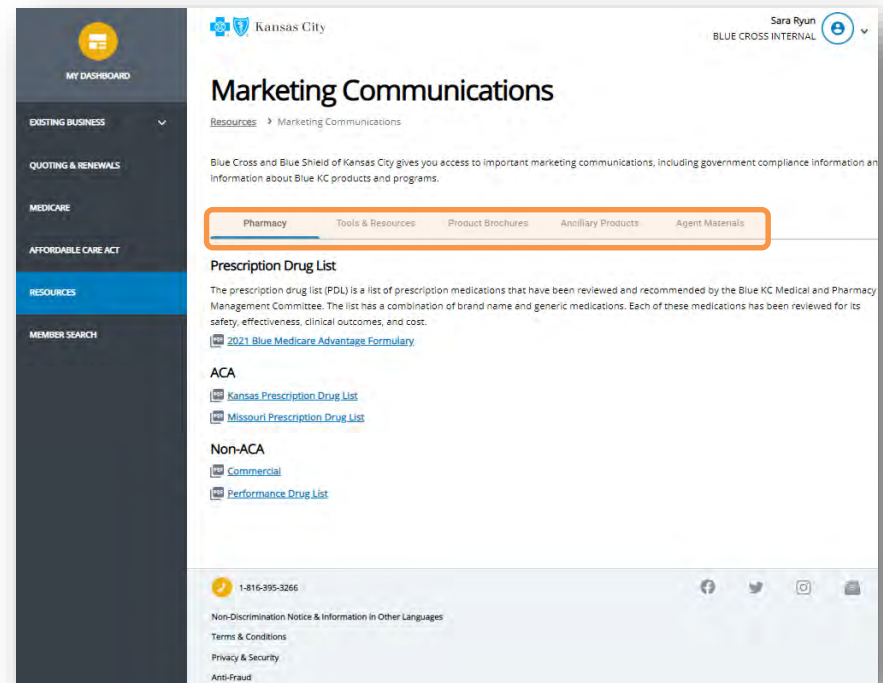 MY DASHBOARD
EXISTING BUSINESS
QUOTING & RENEWALS
MEDICARE
AFFORDABLE CARE ACT
RESOURCES
MEMBER SEARCH
Kansas City
Sara Ryun
BLUE CROSS INTERNAL
Marketing Communications
Resources > Marketing Communications
Blue Cross and Blue Shield of Kansas City gives you access to important marketing communications, including government compliance information an
information about Blue KC products and programs.
Pharmacy Tools & Resources Product Brochures Ancillary Products Agent Materials
Prescription Drug List
The prescription drug list (PDL) is a list of prescription medications that have been reviewed and recommended by the Blue KC Medical and Pharmacy
Management Committee. The list has a combination of brand name and generic medications. Each of these medications has been reviewed for its
safety, effectiveness, clinical outcomes, and cost.
PDF 2021 Blue Medicare Advantage Formulary
ACA
PDF Kansas Prescription Drug List
PDF Missouri Prescription Drug List
Non-ACA
PDF Commercial
PDF Performance Drug List
1-816-395-3266
Non-Discrimination Notice & Information in Other Languages
Terms & Conditions
Privacy & Security
Anti-Fraud